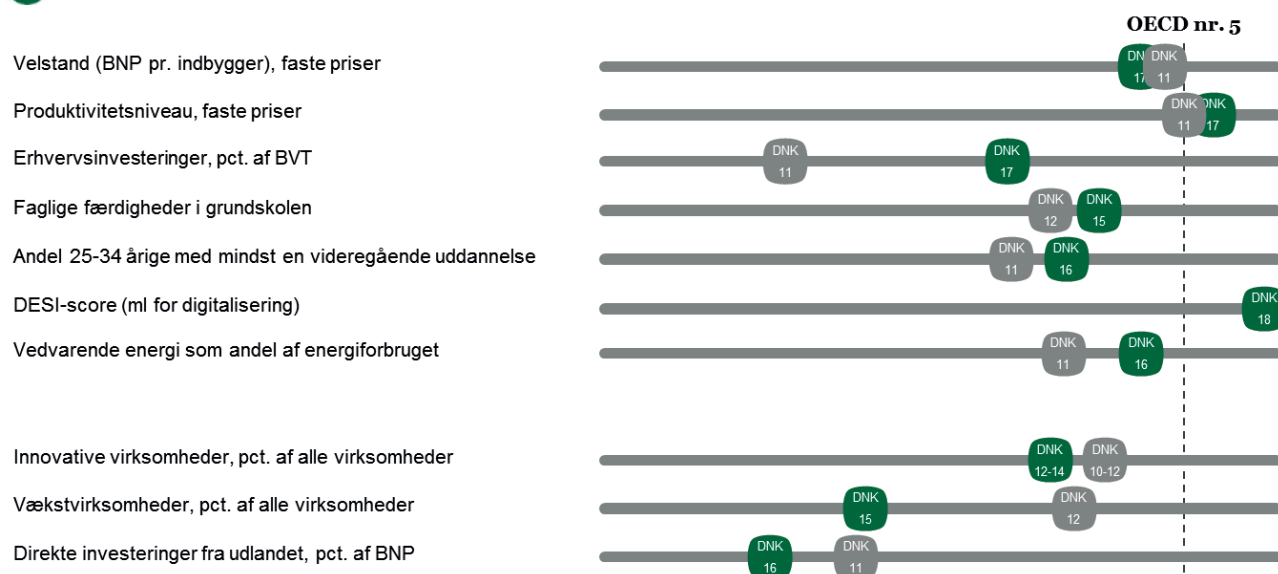 OECD nr. 5
Velstand (BNP pr. indbygger), faste priser
DN DNK
17 11
Produktivitetsniveau, faste priser
DNK DNK
11 17
Erhvervsinvesteringer, pct. af BVT
DNK DNK
11 17
Faglige færdigheder i grundskolen
DNK DNK
12 15
Andel 25-34 årige med mindst en videregående uddannelse
DNK DNK
11 16
DESI-score (ml for digitalisering)
DNK
18
Vedvarende energi som andel af energiforbruget
DNK DNK
11 16
Innovative virksomheder, pct. af alle virksomheder
DNK DNK
12-14 10-12
Vækstvirksomheder, pct. af alle virksomheder
DNK DNK
15 12
Direkte investeringer fra udlandet, pct. af BNP
DNK DNK
16 11